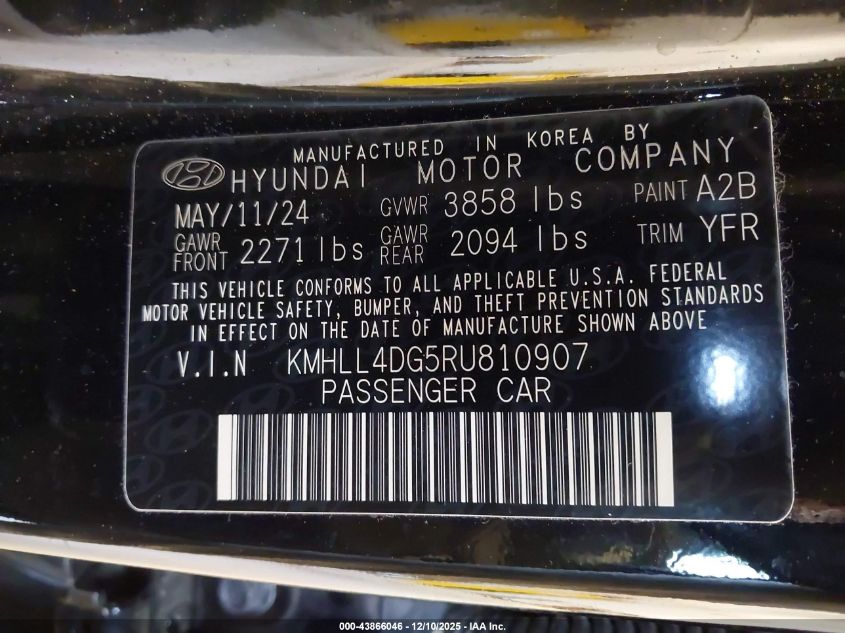 MANUFACTURED IN KOREA BY
HYUNDAI MOTOR COMPANY
MAY/11/24 GVWR 3858 lbs PAINT A2B
GAWR FRONT 2271 lbs GAWR REAR 2094 lbs TRIM YFR
THIS VEHICLE CONFORMS TO ALL APPLICABLE U.S.A. FEDERAL
MOTOR VEHICLE SAFETY, BUMPER, AND THEFT PREVENTION STANDARDS
IN EFFECT ON THE DATE OF MANUFACTURE SHOWN ABOVE
V.I.N KMHLL4DG5RU810907
PASSENGER CAR
000-43866046 - 12/10/2025 - IAA Inc.